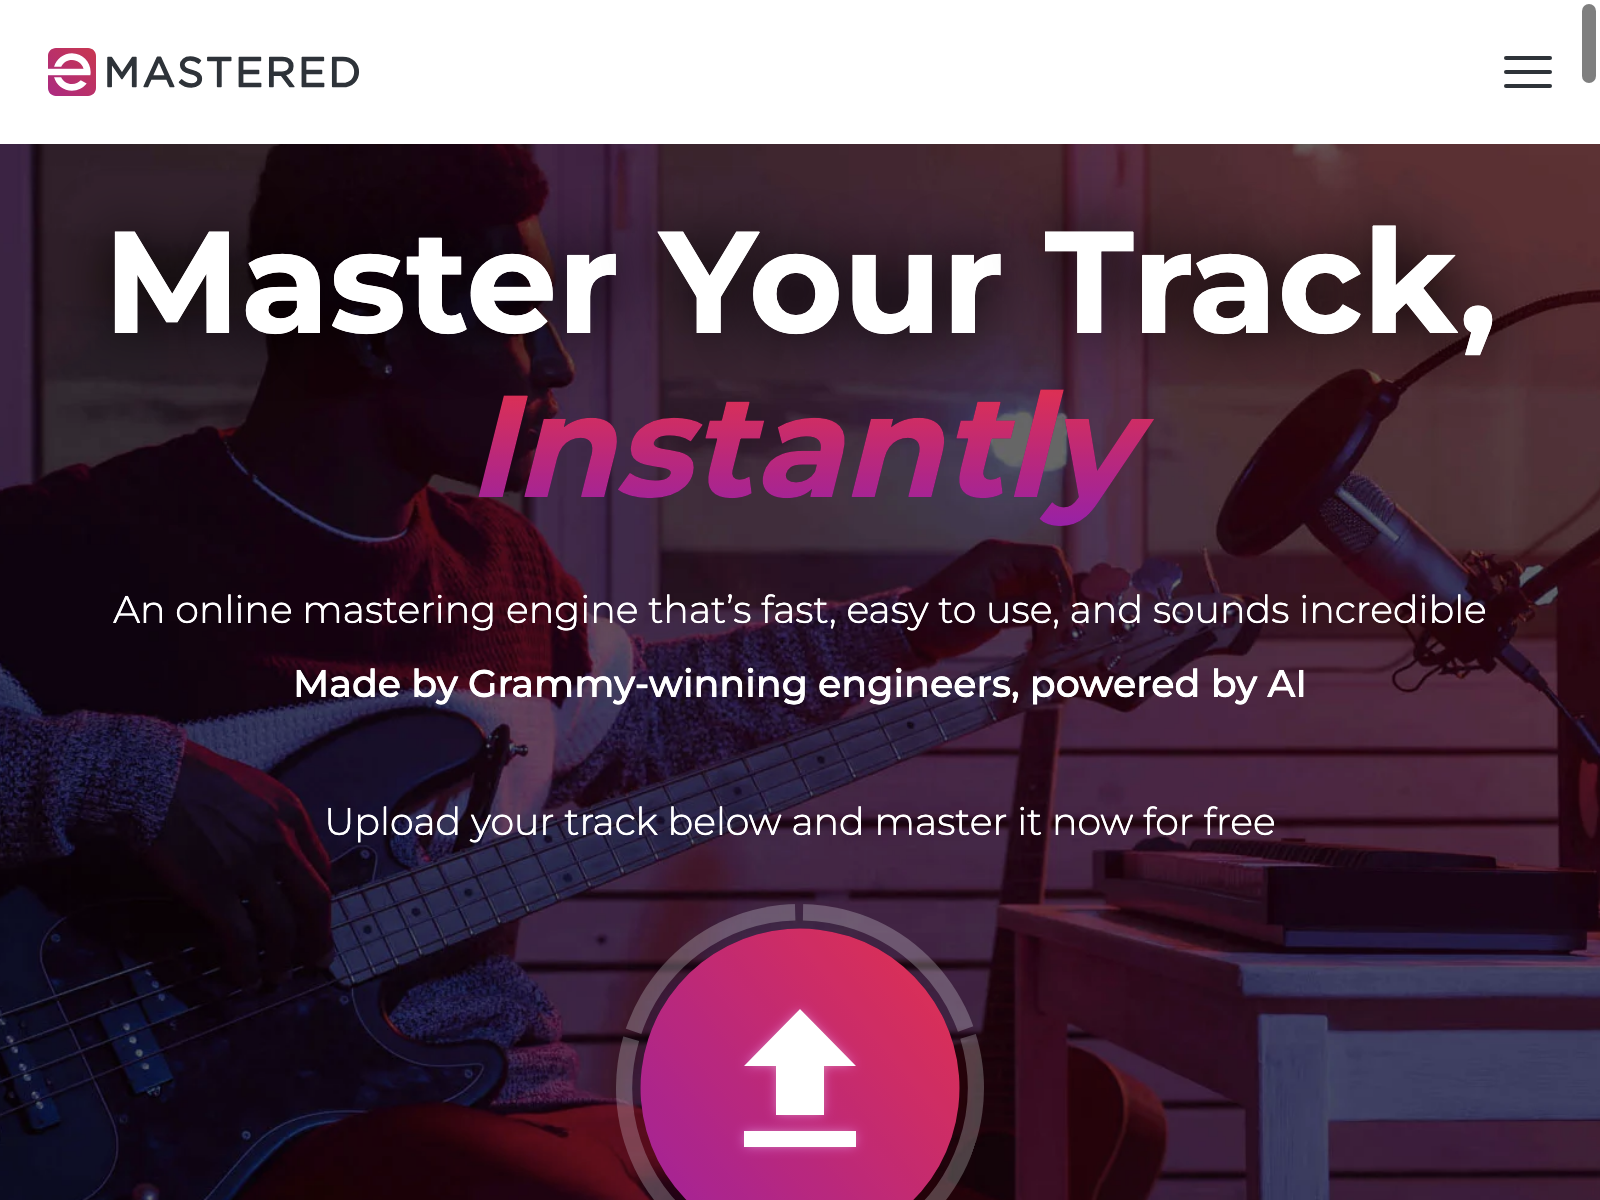 e MASTERED
Master Your Track,
Instantly
An online mastering engine that’s fast, easy to use, and sounds incredible
Made by Grammy-winning engineers, powered by AI
Upload your track below and master it now for free